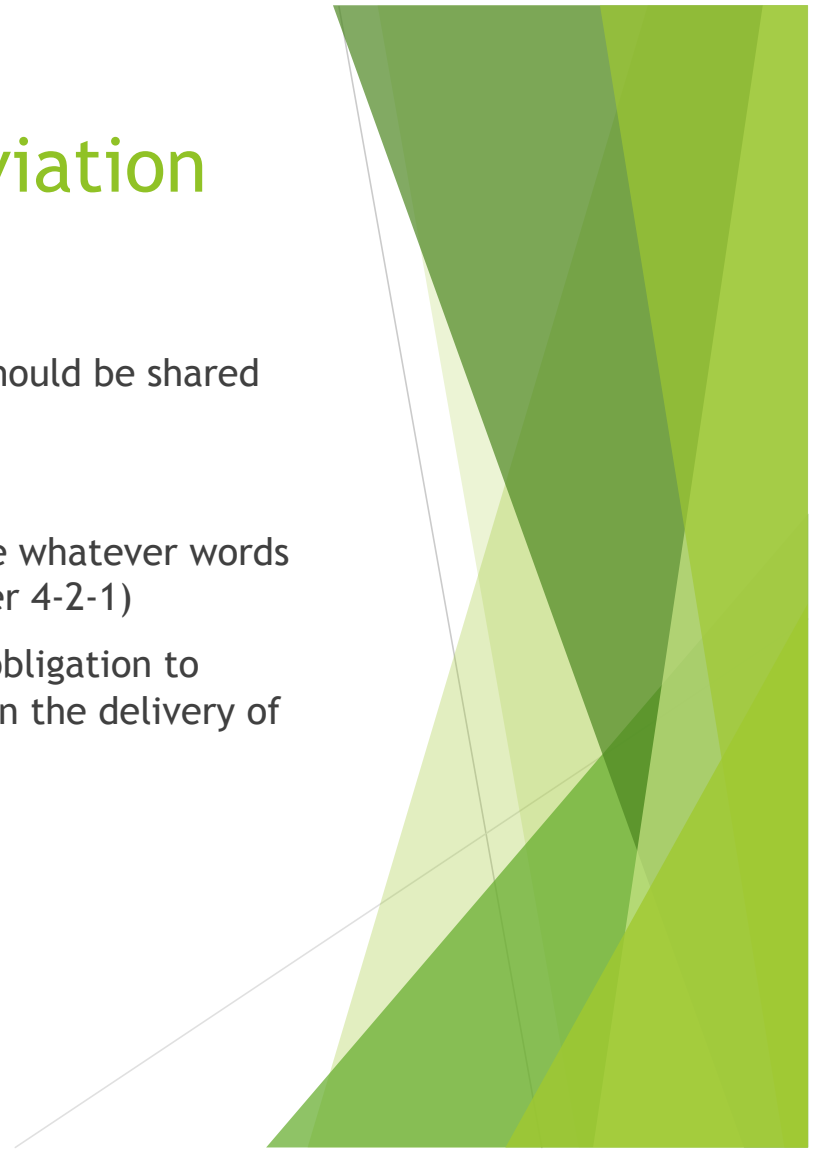 viation
hould be shared
e whatever words
er 4-2-1)
obligation to
n the delivery of